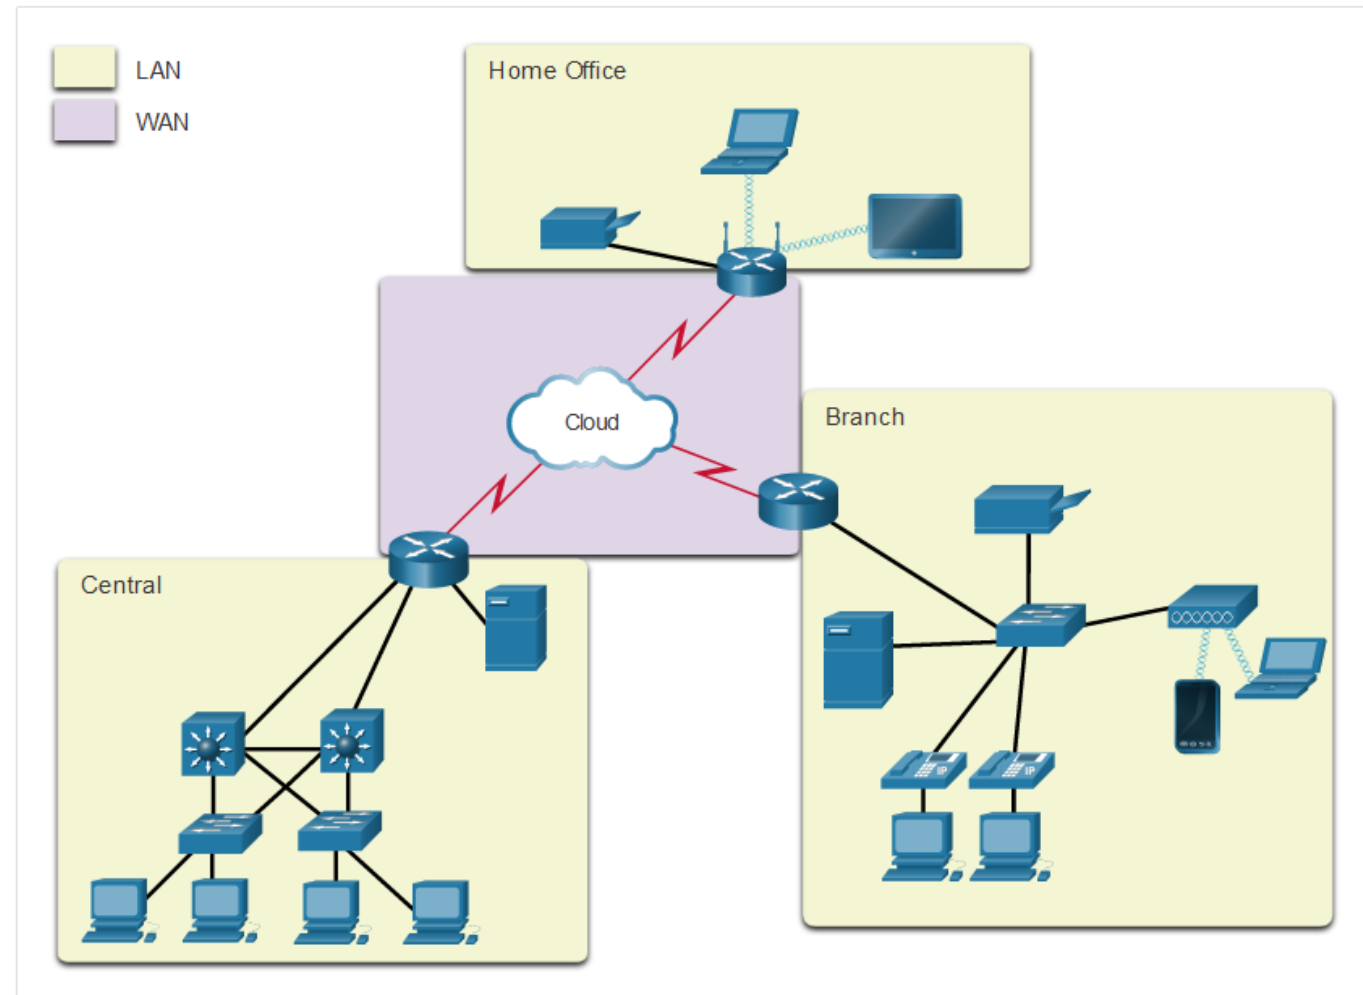 LAN
WAN
Home Office
Cloud
Branch
Central
IP
IP